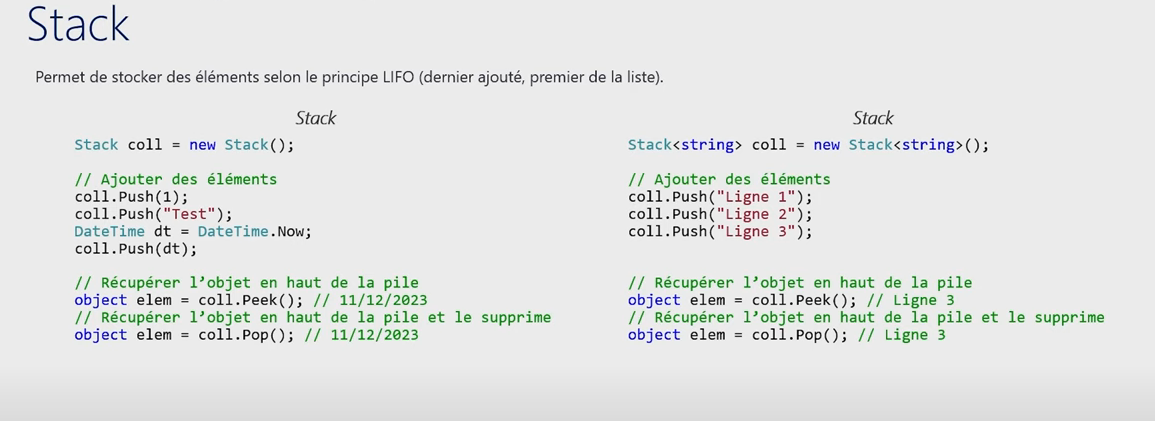 Stack
Permet de stocker des éléments selon le principe LIFO (dernier ajouté, premier de la liste).
Stack
Stack coll = new Stack();
// Ajouter des éléments
coll.Push(1);
coll.Push("Test");
DateTime dt = DateTime.Now;
coll.Push(dt);
// Récupérer l’objet en haut de la pile
object elem = coll.Peek(); // 11/12/2023
// Récupérer l’objet en haut de la pile et le supprime
object elem = coll.Pop(); // 11/12/2023
Stack
Stack<string> coll = new Stack<string>();
// Ajouter des éléments
coll.Push("Ligne 1");
coll.Push("Ligne 2");
coll.Push("Ligne 3");
// Récupérer l’objet en haut de la pile
object elem = coll.Peek(); // Ligne 3
// Récupérer l’objet en haut de la pile et le supprime
object elem = coll.Pop(); // Ligne 3